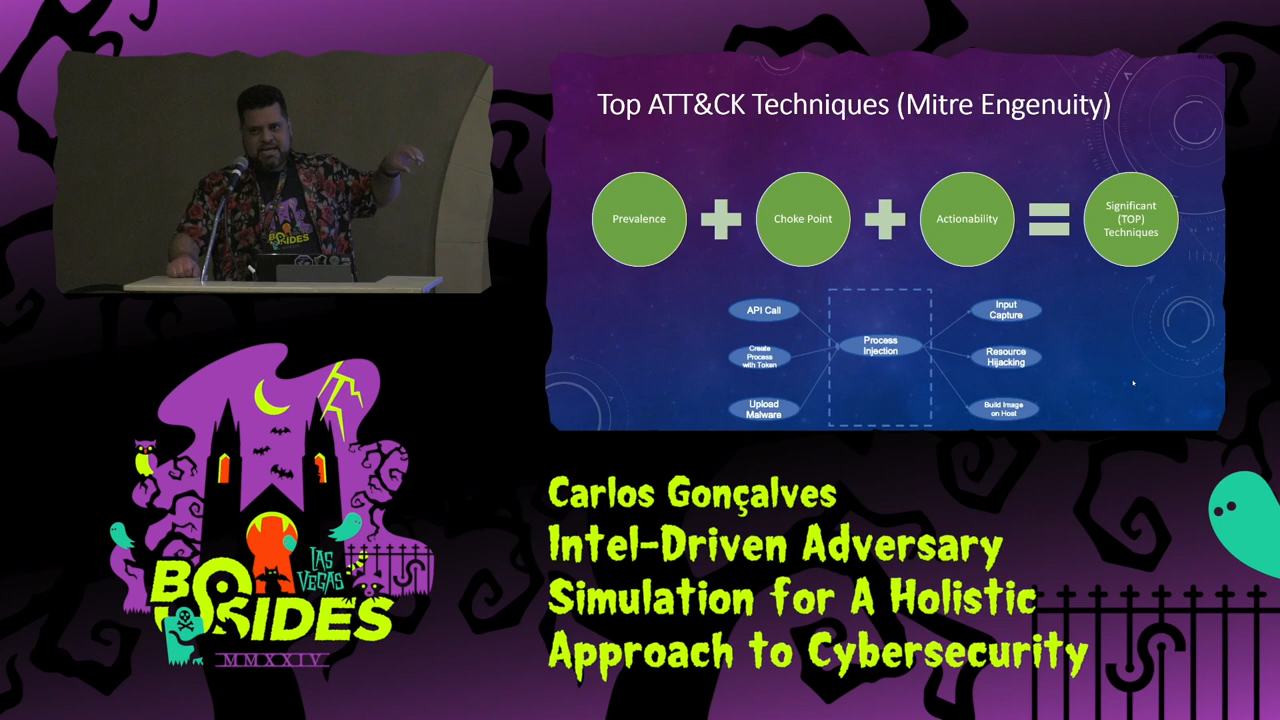 Top ATT&CK Techniques (Mitre Engenuity)
Prevalence
Choke Point
Actionability
Significant
(TOP)
Techniques
API Call
Create
Process
with Token
Upload
Malware
Process
Injection
Input
Capture
Resource
Hijacking
Build Image
on Host
BSIDES
LAS
VEGAS
BSIDES
MMXXIV
Carlos Gonçalves
Intel-Driven Adversary
Simulation for A Holistic
Approach to Cybersecurity